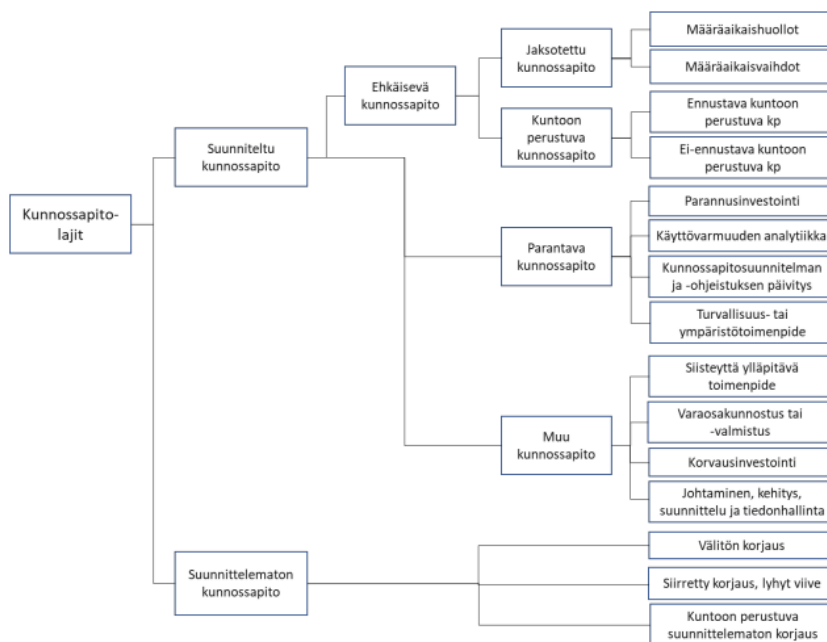 Kunnossapito-
lajit
Suunniteltu
kunnossapito
Ehkäisevä
kunnossapito
Jaksotettu
kunnossapito
Määräaikaishuollot
Määräaikaisvaihdot
Kuntoon
perustuva
kunnossapito
Ennustava kuntoon
perustuva kp
Ei-ennustava kuntoon
perustuva kp
Parantava
kunnossapito
Parannusinvestointi
Käyttövarmuuden analytiikka
Kunnossapitosuunnitelman
ja -ohjeistuksen päivitys
Turvallisuus- tai
ympäristötoimenpide
Muu
kunnossapito
Siisteyttä ylläpitävä
toimenpide
Varaosakunnostus tai
-valmistus
Korvausinvestointi
Johtaminen, kehitys,
suunnittelu ja tiedonhallinta
Suunnittelematon
kunnossapito
Välitön korjaus
Siirretty korjaus, lyhyt viive
Kuntoon perustuva
suunnittelematon korjaus